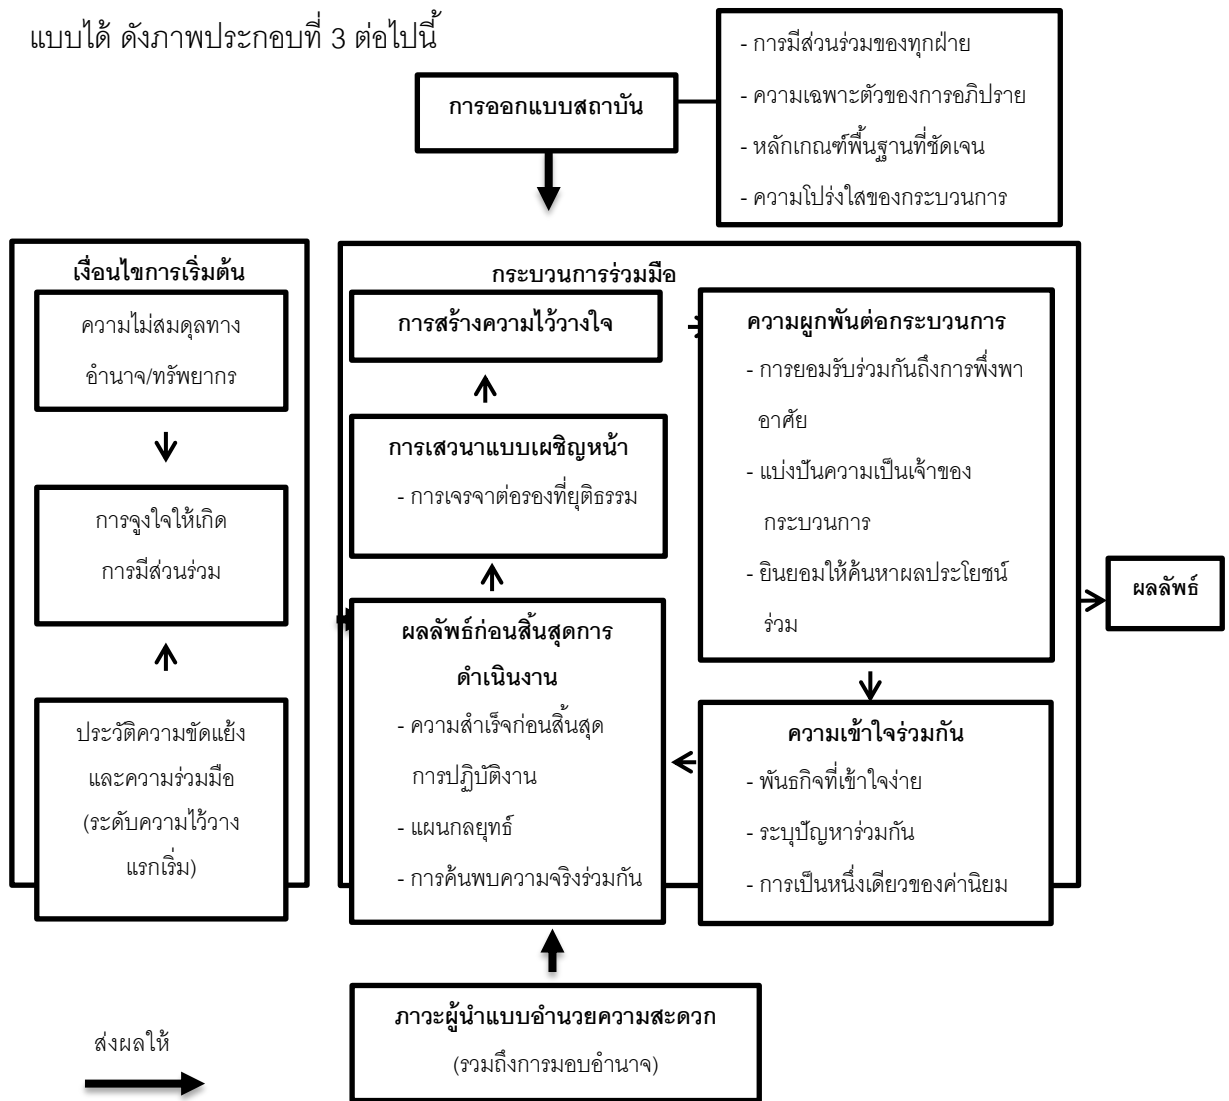 แบบได้ ดังภาพประกอบที่ 3 ต่อไปนี้
การออกแบบสถาบัน
- การมีส่วนร่วมของทุกฝ่าย
- ความเฉพาะตัวของการอภิปราย
- หลักเกณฑ์พื้นฐานที่ชัดเจน
- ความโปร่งใสของกระบวนการ
เงื่อนไขการเริ่มต้น
ความไม่สมดุลทาง
อำนาจ/ทรัพยากร
การจูงใจให้เกิด
การมีส่วนร่วม
ประวัติความขัดแย้ง
และความร่วมมือ
(ระดับความไว้วาง
แรกเริ่ม)
กระบวนการร่วมมือ
การสร้างความไว้วางใจ
การเสวนาแบบเผชิญหน้า
- การเจรจาต่อรองที่ยุติธรรม
ผลลัพธ์ก่อนสิ้นสุดการ
ดำเนินงาน
- ความสำเร็จก่อนสิ้นสุด
การปฏิบัติงาน
- แผนกลยุทธ์
- การค้นพบความจริงร่วมกัน
ความผูกพันต่อกระบวนการ
- การยอมรับร่วมกันถึงการพึ่งพา
อาศัย
- แบ่งปันความเป็นเจ้าของ
กระบวนการ
- ยินยอมให้ค้นหาผลประโยชน์
ร่วม
ความเข้าใจร่วมกัน
- พันธกิจที่เข้าใจง่าย
- ระบุปัญหาร่วมกัน
- การเป็นหนึ่งเดียวของค่านิยม
ผลลัพธ์
ภาวะผู้นำแบบอำนวยความสะดวก
(รวมถึงการมอบอำนาจ)
ส่งผลให้